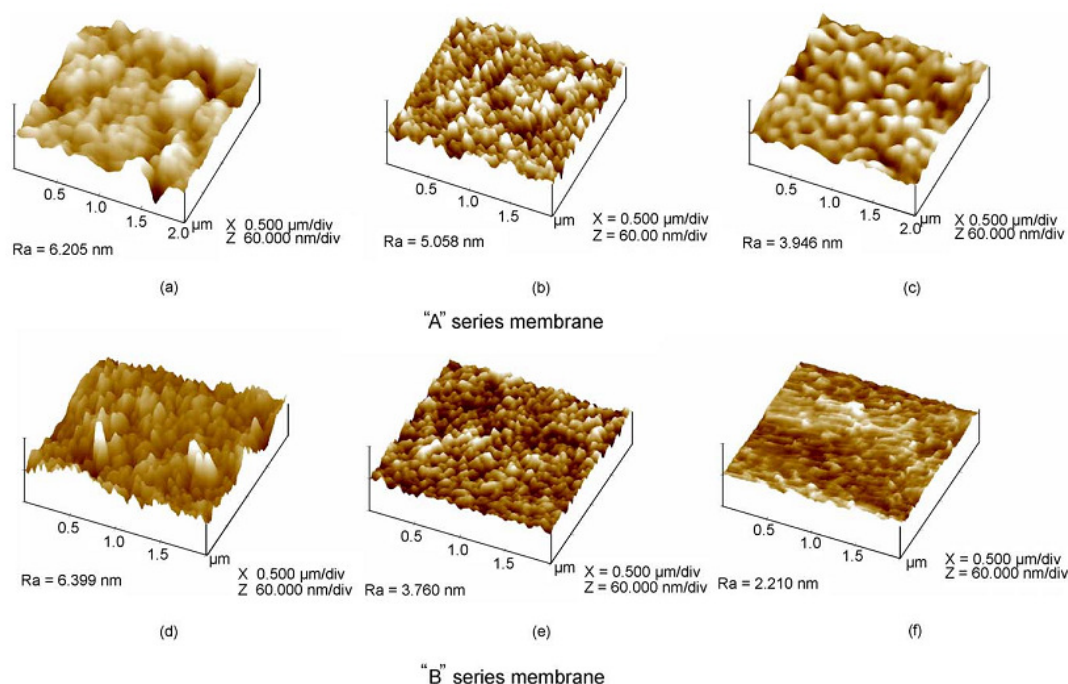 0.5
1.0
1.5
2.0
µm
X 0.500 µm/div
Z 60.000 nm/div
Ra = 6.205 nm
(a)
0.5
1.0
1.5
µm
X = 0.500 µm/div
Z = 60.00 nm/div
Ra = 5.058 nm
(b)
0.5
1.0
1.5
2.0
µm
X 0.500 µm/div
Z 60.000 nm/div
Ra = 3.946 nm
(c)
“A” series membrane
0.5
1.0
1.5
µm
X 0.500 µm/div
Z 60.000 nm/div
Ra = 6.399 nm
(d)
0.5
1.0
1.5
µm
X = 0.500 µm/div
Z = 60.000 nm/div
Ra = 3.760 nm
(e)
0.5
1.0
1.5
µm
X = 0.500 µm/div
Z = 60.000 nm/div
Ra = 2.210 nm
(f)
“B” series membrane